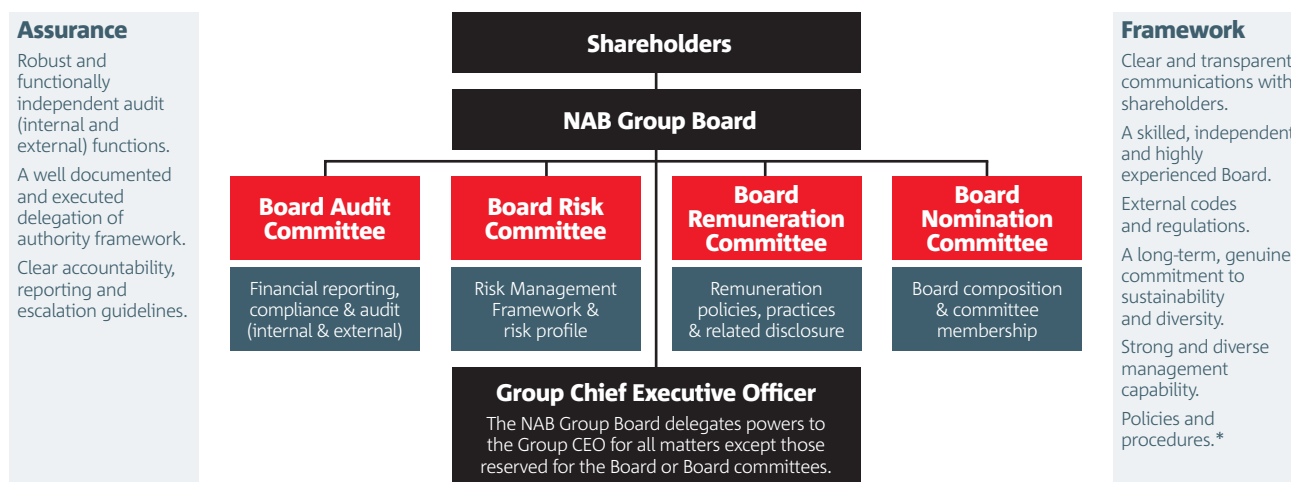 Assurance
Robust and
functionally
independent audit
(internal and
external) functions.
A well documented
and executed
delegation of
authority framework.
Clear accountability,
reporting and
escalation guidelines.
Shareholders
NAB Group Board
Board Audit
Committee
Financial reporting,
compliance & audit
(internal & external)
Board Risk
Committee
Risk Management
Framework &
risk profile
Board
Remuneration
Committee
Remuneration
policies, practices
& related disclosure
Board
Nomination
Committee
Board composition
& committee
membership
Group Chief Executive Officer
The NAB Group Board delegates powers to
the Group CEO for all matters except those
reserved for the Board or Board committees.
Framework
Clear and transparent
communications with
shareholders.
A skilled, independent
and highly
experienced Board.
External codes
and regulations.
A long-term, genuine
commitment to
sustainability
and diversity.
Strong and diverse
management
capability.
Policies and
procedures.*